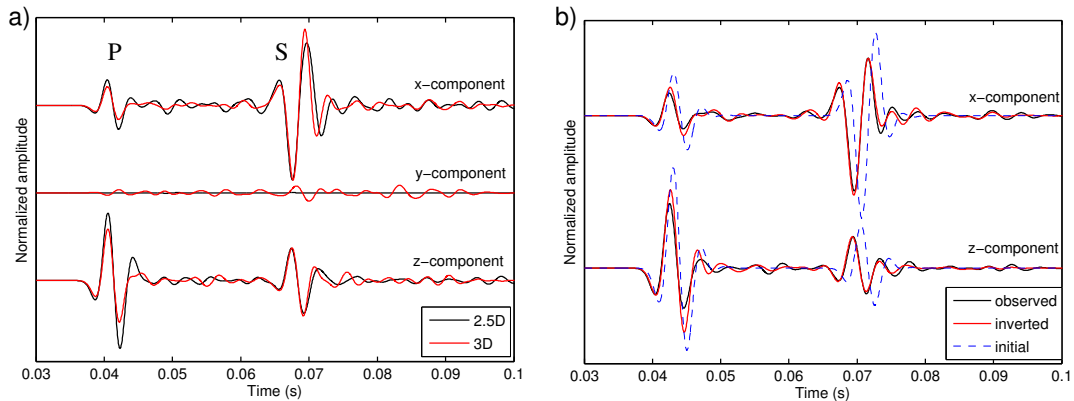 a)
P
S
x−component
y−component
z−component
Normalized amplitude
2.5D
3D
0.03 0.04 0.05 0.06 0.07 0.08 0.09 0.1
Time (s)
b)
x−component
z−component
Normalized amplitude
observed
inverted
initial
0.03 0.04 0.05 0.06 0.07 0.08 0.09 0.1
Time (s)